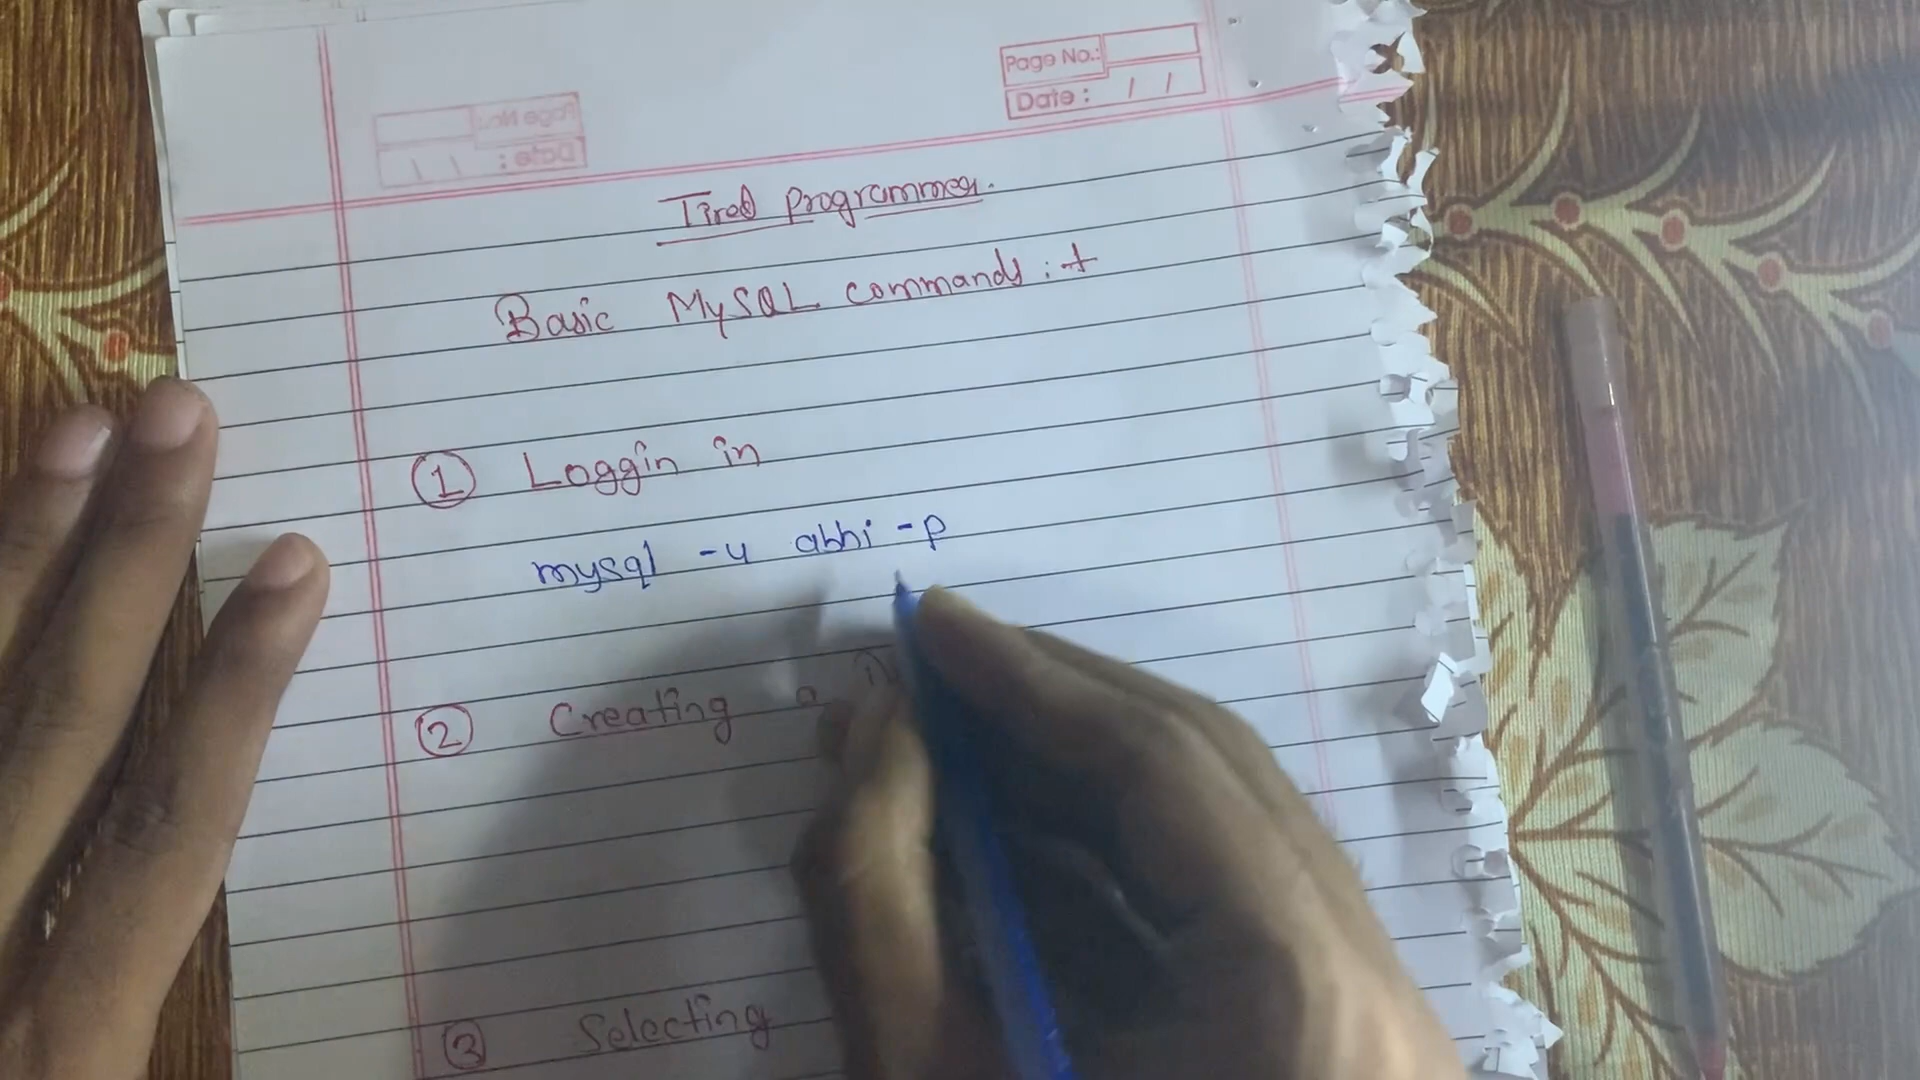 Page No.:
Date : / /
Tired Programmer.
Basic MySQL commands :+
① Loggin in
mysql -u abhi -p
② Creating a
③ Selecting